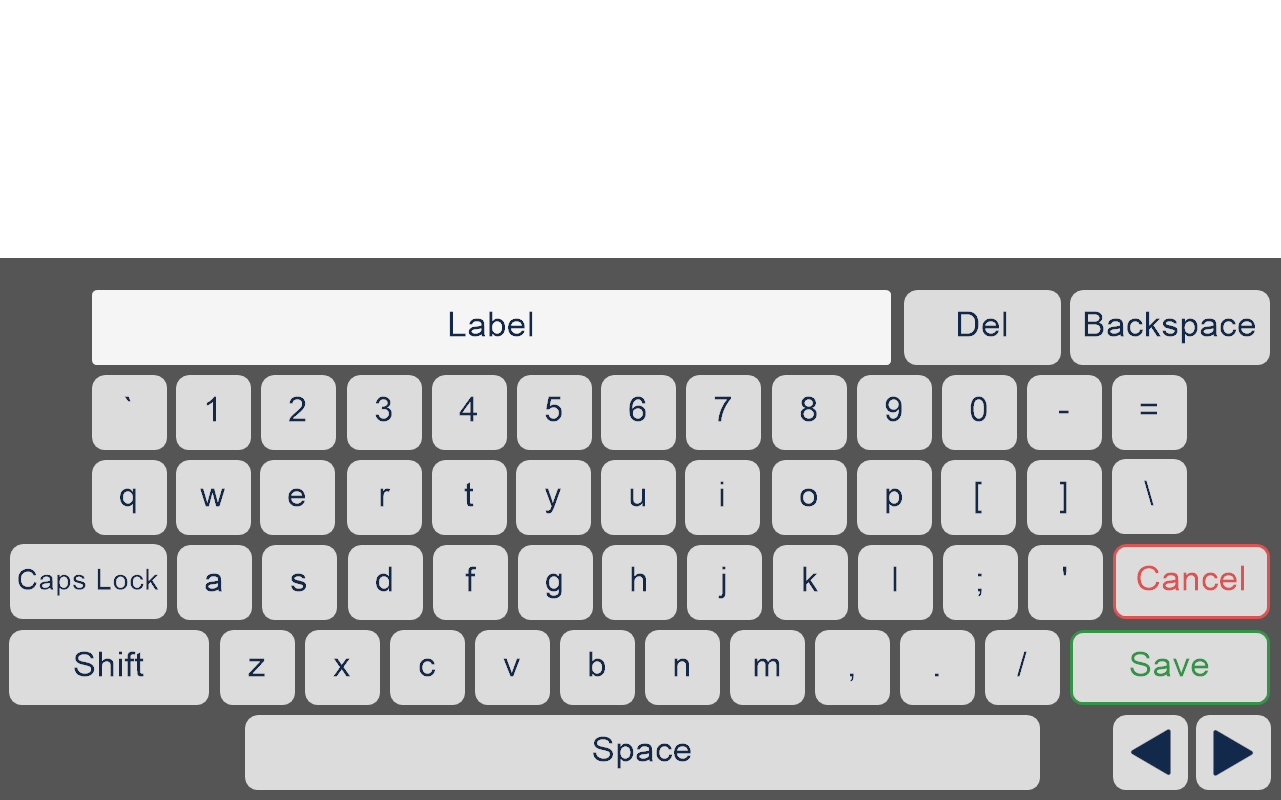 Label Del Backspace
` 1 2 3 4 5 6 7 8 9 0 - =
q w e r t y u i o p [ ] \
Caps Lock a s d f g h j k l ; ' Cancel
Shift z x c v b n m , . / Save
Space